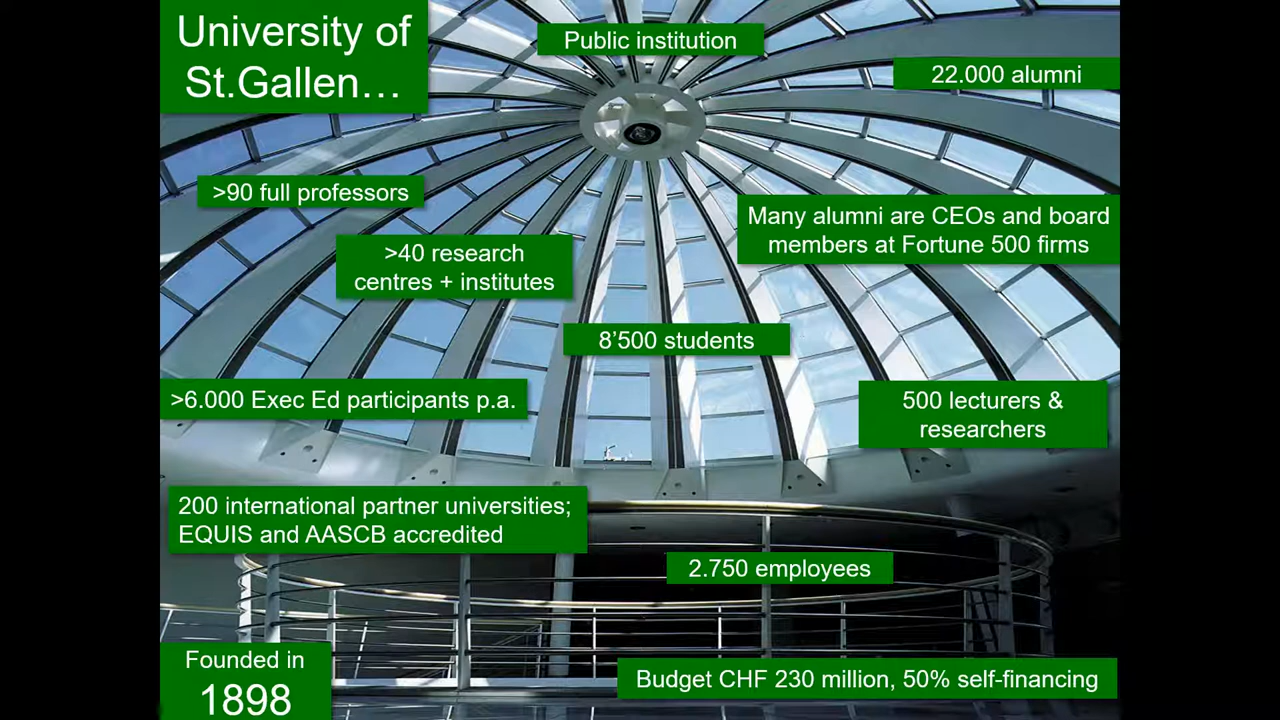 University of
St.Gallen…
Public institution
22.000 alumni
>90 full professors
Many alumni are CEOs and board
members at Fortune 500 firms
>40 research
centres + institutes
8’500 students
>6.000 Exec Ed participants p.a.
500 lecturers &
researchers
200 international partner universities;
EQUIS and AASCB accredited
2.750 employees
Founded in
1898
Budget CHF 230 million, 50% self-financing